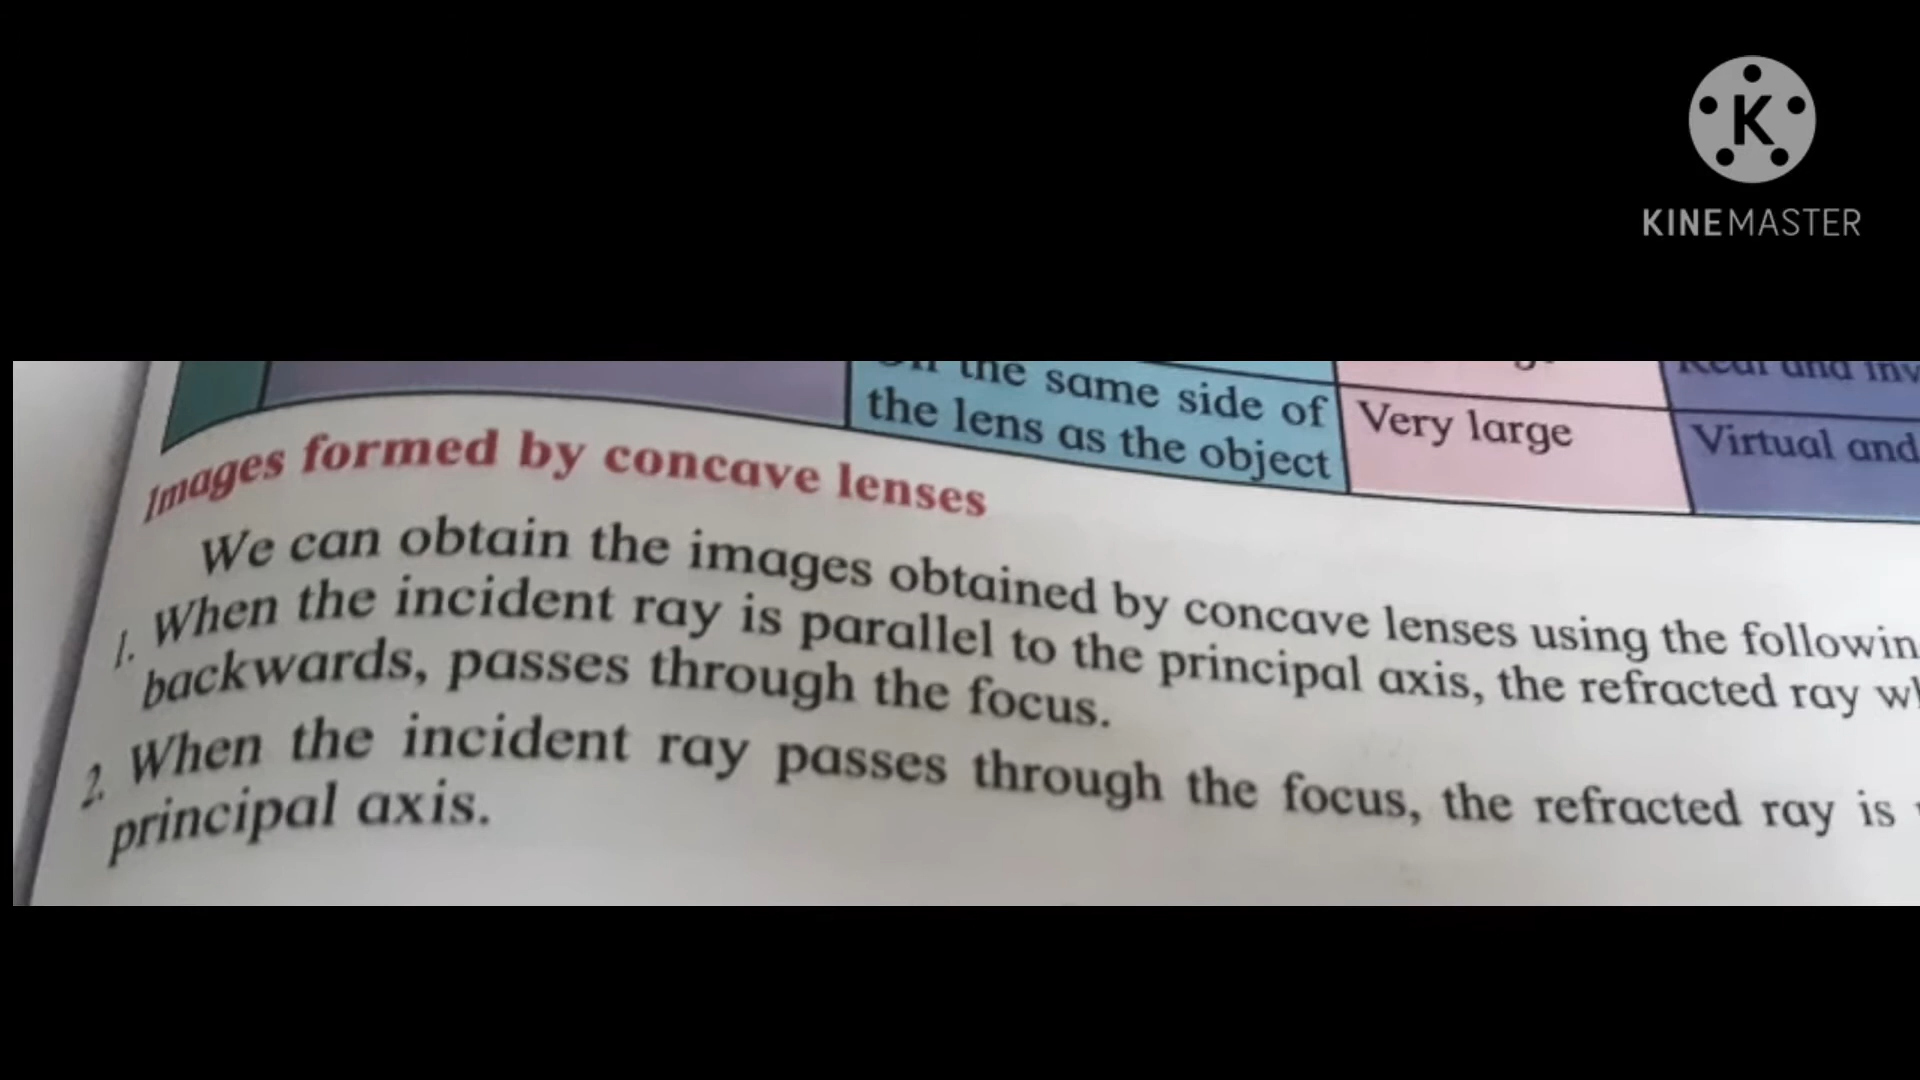 K
KINEMASTER
the same side of
the lens as the object
Very large
Real and
Virtual and
Images formed by concave lenses
We can obtain the images obtained by concave lenses using the followin
1. When the incident ray is parallel to the principal axis, the refracted ray
backwards, passes through the focus.
2. When the incident ray passes through the focus, the refracted ray is
principal axis.